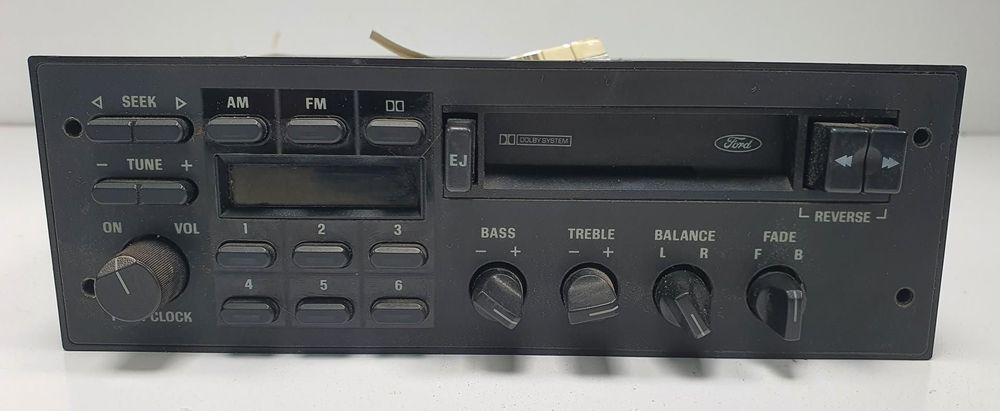 SEEK
AM FM
DOLBY SYSTEM
Ford
EJ
- TUNE +
ON VOL
1 2 3
BASS TREBLE BALANCE FADE
- + - + L R F B
REVERSE
4 5 6
CLOCK